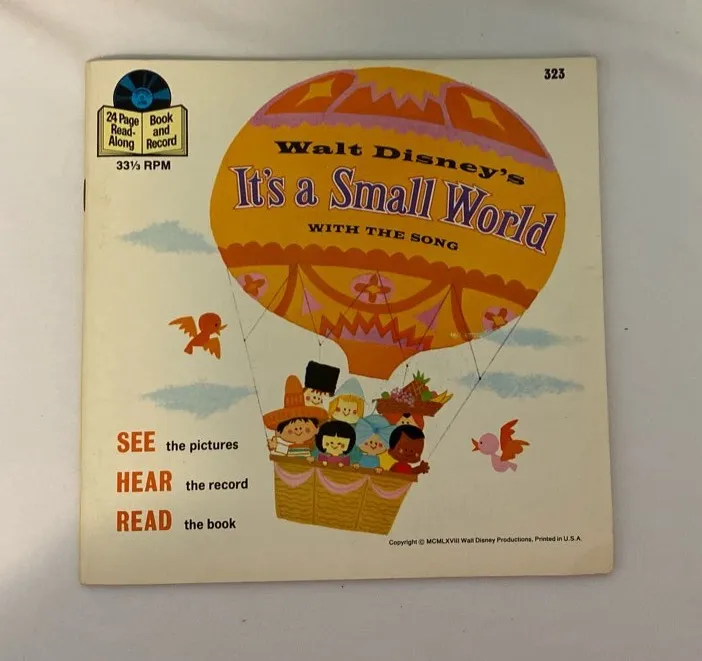 323
24 Page
Read-
Along
Book
and
Record
33⅓ RPM
Walt Disney's
It's a Small World
WITH THE SONG
SEE the pictures
HEAR the record
READ the book
Copyright © MCMLXVIII Walt Disney Productions, Printed in U.S.A.